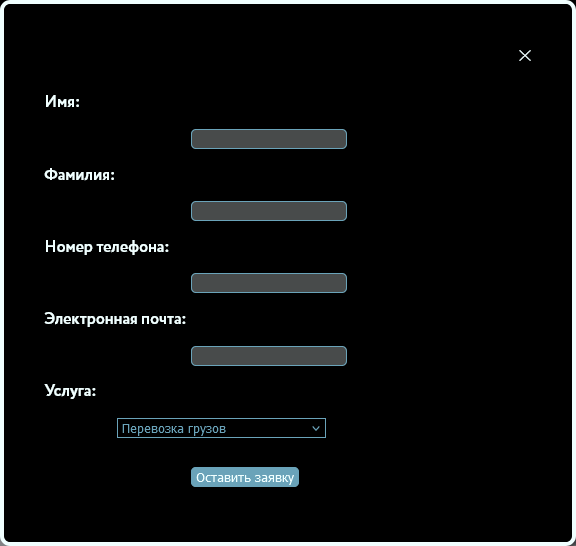 Имя:
Фамилия:
Номер телефона:
Электронная почта:
Услуга:
Перевозка грузов
Оставить заявку